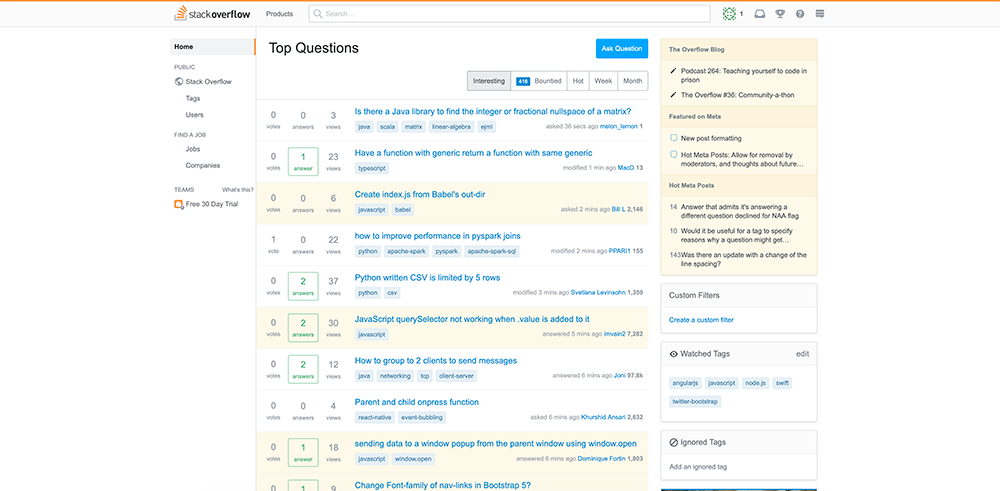 stackoverflow Products Search... 1
Home
PUBLIC
Stack Overflow
Tags
Users
FIND A JOB
Jobs
Companies
TEAMS What's this?
Free 30 Day Trial
Top Questions Ask Question
Interesting 416 Bountied Hot Week Month
0 votes 0 answers 3 views
Is there a Java library to find the integer or fractional nullspace of a matrix?
java scala matrix linear-algebra ejml
asked 36 secs ago melon_lemon 1
0 votes 1 answer 23 views
Have a function with generic return a function with same generic
typescript
modified 1 min ago MacD 13
0 votes 0 answers 6 views
Create index.js from Babel's out-dir
javascript babel
asked 2 mins ago Bill L 2,146
1 vote 0 answers 22 views
how to improve performance in pyspark joins
python apache-spark pyspark apache-spark-sql
modified 2 mins ago PPARI1 155
0 votes 2 answers 37 views
Python written CSV is limited by 5 rows
python csv
modified 3 mins ago Svetlana Levinsohn 1,359
0 votes 2 answers 30 views
JavaScript querySelector not working when .value is added to it
javascript
answered 5 mins ago imvain2 7,282
0 votes 2 answers 12 views
How to group to 2 clients to send messages
java networking tcp client-server
answered 6 mins ago Joni 97.8k
0 votes 0 answers 4 views
Parent and child onpress function
react-native event-bubbling
asked 6 mins ago Khurshid Ansari 2,632
0 votes 1 answer 18 views
sending data to a window popup from the parent window using window.open
javascript window.open
answered 6 mins ago Dominique Fortin 1,803
0 1 9
Change Font-family of nav-links in Bootstrap 5?
The Overflow Blog
Podcast 264: Teaching yourself to code in
prison
The Overflow #36: Community-a-thon
Featured on Meta
New post formatting
Hot Meta Posts: Allow for removal by
moderators, and thoughts about future…
Hot Meta Posts
14 Answer that admits it's answering a
different question declined for NAA flag
10 Would it be useful for a tag to specify
reasons why a question might get…
143 Was there an update with a change of the
line spacing?
Custom Filters
Create a custom filter
Watched Tags edit
angularjs javascript node.js swift
twitter-bootstrap
Ignored Tags
Add an ignored tag